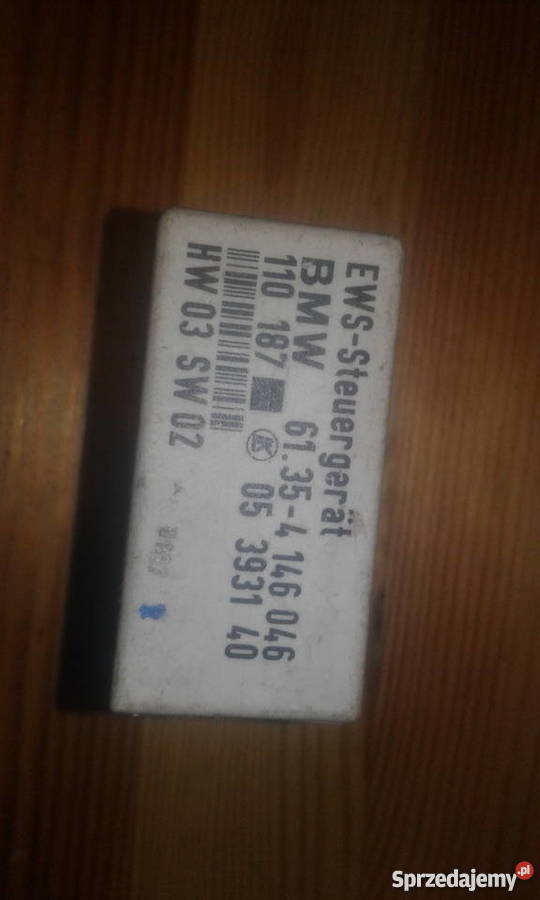 EWS-Steuergerät
BMW 61.35-4 146 046
110 187 05 3931 40
HW 03 SW 02
Sprzedajemy.pl